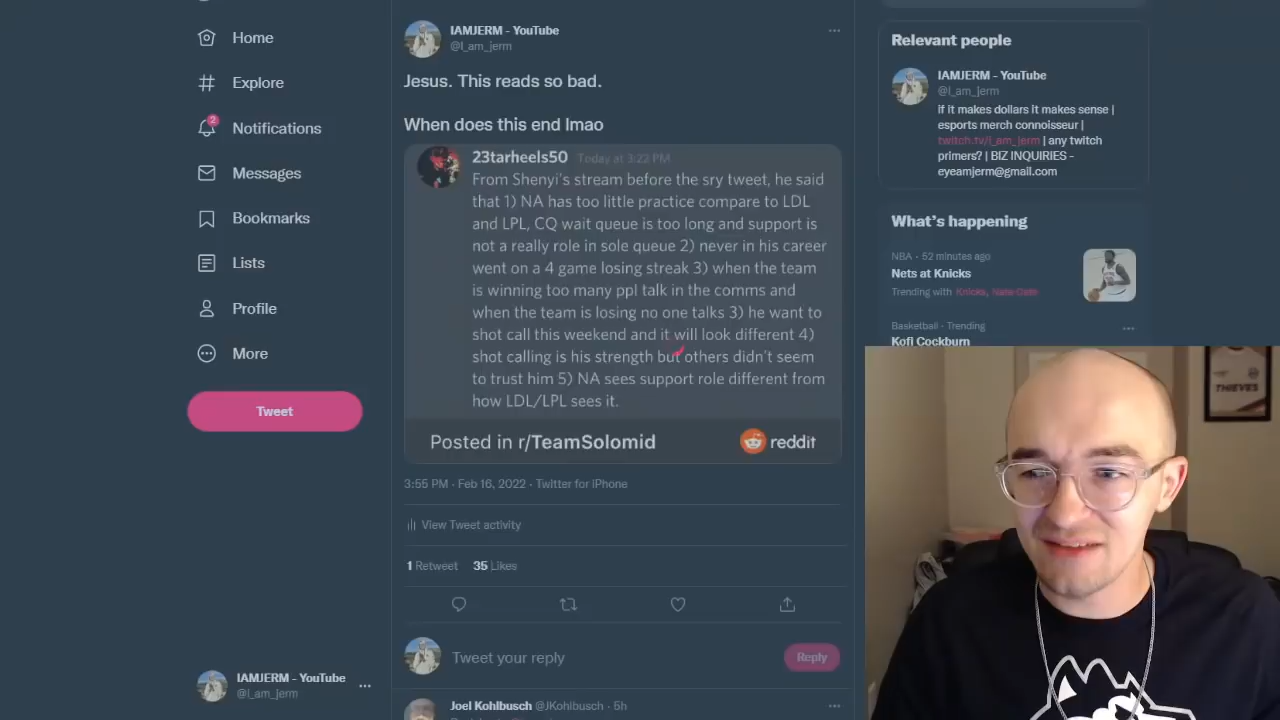 Home
Explore
2
Notifications
Messages
Bookmarks
Lists
Profile
More
Tweet
IAMJERM - YouTube
@I_am_jerm
IAMJERM - YouTube
@I_am_jerm
Jesus. This reads so bad.
When does this end lmao
23tarheels50 Today at 3:22 PM
From Shenyi's stream before the sry tweet, he said
that 1) NA has too little practice compare to LDL
and LPL, CQ wait queue is too long and support is
not a really role in sole queue 2) never in his career
went on a 4 game losing streak 3) when the team
is winning too many ppl talk in the comms and
when the team is losing no one talks 3) he want to
shot call this weekend and it will look different 4)
shot calling is his strength but others didn't seem
to trust him 5) NA sees support role different from
how LDL/LPL sees it.
Posted in r/TeamSolomid
reddit
3:55 PM · Feb 16, 2022 · Twitter for iPhone
View Tweet activity
1 Retweet 35 Likes
Tweet your reply
Reply
Joel Kohlbusch @JKohlbusch · 5h
Relevant people
IAMJERM - YouTube
@I_am_jerm
if it makes dollars it makes sense |
esports merch connoisseur |
twitch.tv/i_am_jerm | any twitch
primers? | BIZ INQUIRIES -
eyeamjerm@gmail.com
What's happening
NBA · 52 minutes ago
Nets at Knicks
Trending with Knicks,
Basketball · Trending
Kofi Cockburn
THIEVES